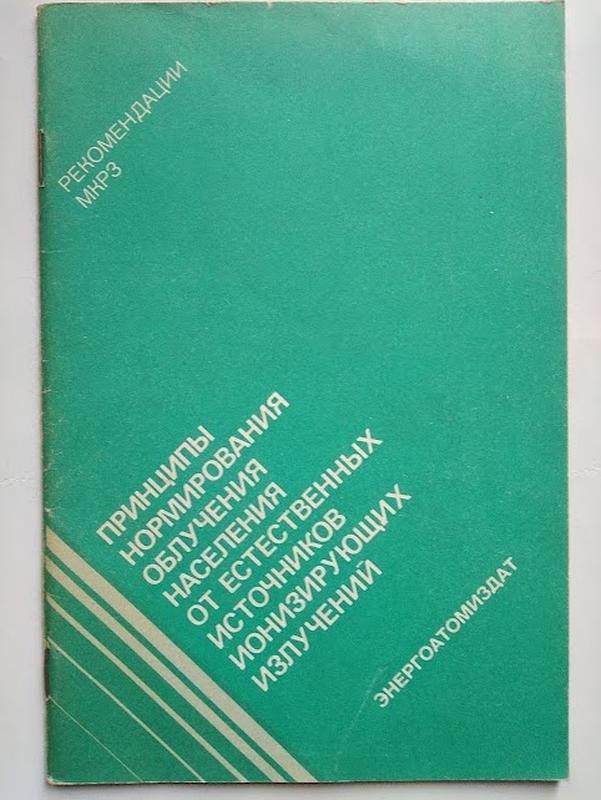 РЕКОМЕНДАЦИИ
МКРЗ
ПРИНЦИПЫ
НОРМИРОВАНИЯ
ОБЛУЧЕНИЯ
НАСЕЛЕНИЯ
ОТ ЕСТЕСТВЕННЫХ
ИСТОЧНИКОВ
ИОНИЗИРУЮЩИХ
ИЗЛУЧЕНИЙ
ЭНЕРГОАТОМИЗДАТ